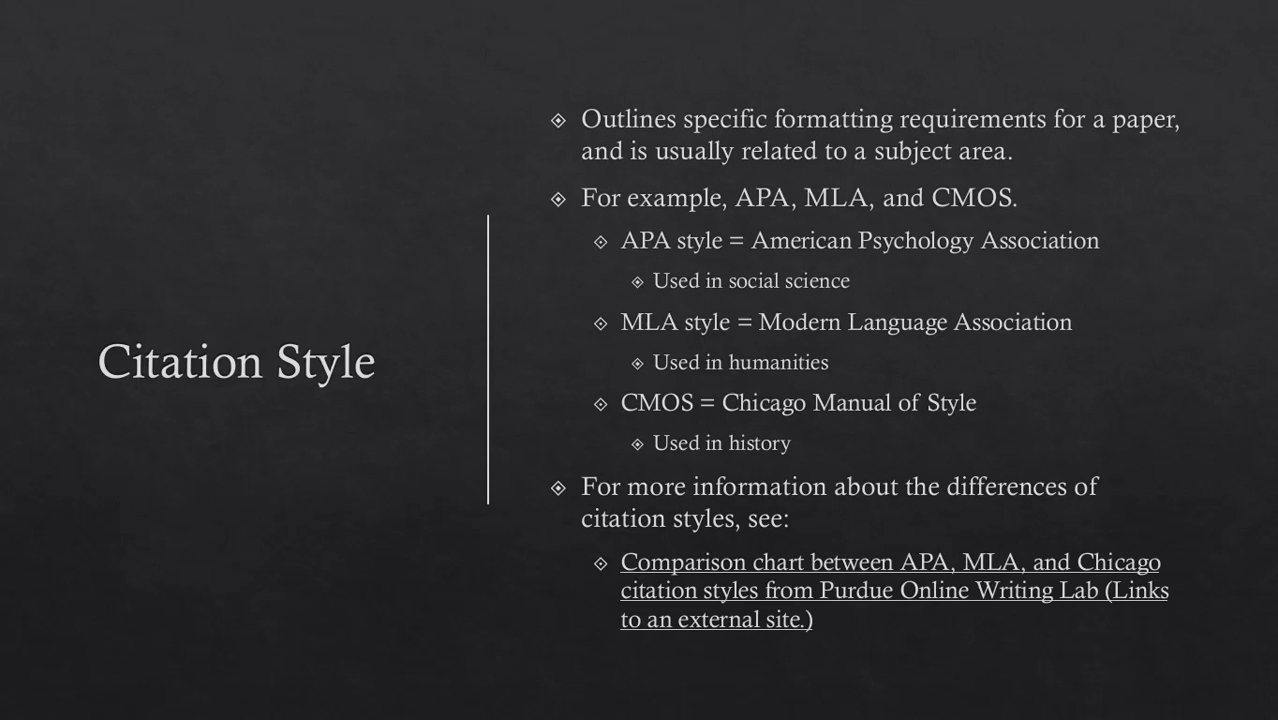 Citation Style
Outlines specific formatting requirements for a paper,
and is usually related to a subject area.
For example, APA, MLA, and CMOS.
APA style = American Psychology Association
Used in social science
MLA style = Modern Language Association
Used in humanities
CMOS = Chicago Manual of Style
Used in history
For more information about the differences of
citation styles, see:
Comparison chart between APA, MLA, and Chicago
citation styles from Purdue Online Writing Lab (Links
to an external site.)